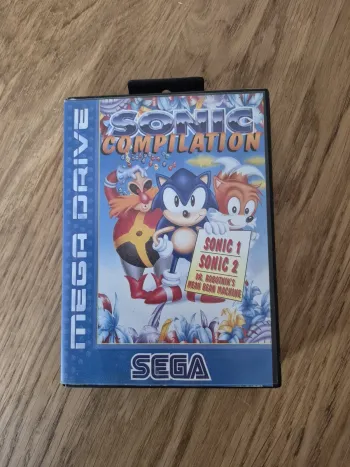 SONIC
COMPILATION
MEGA DRIVE
SONIC 1
SONIC 2
DR. ROBOTNIK'S
MEAN BEAN MACHINE
SEGA